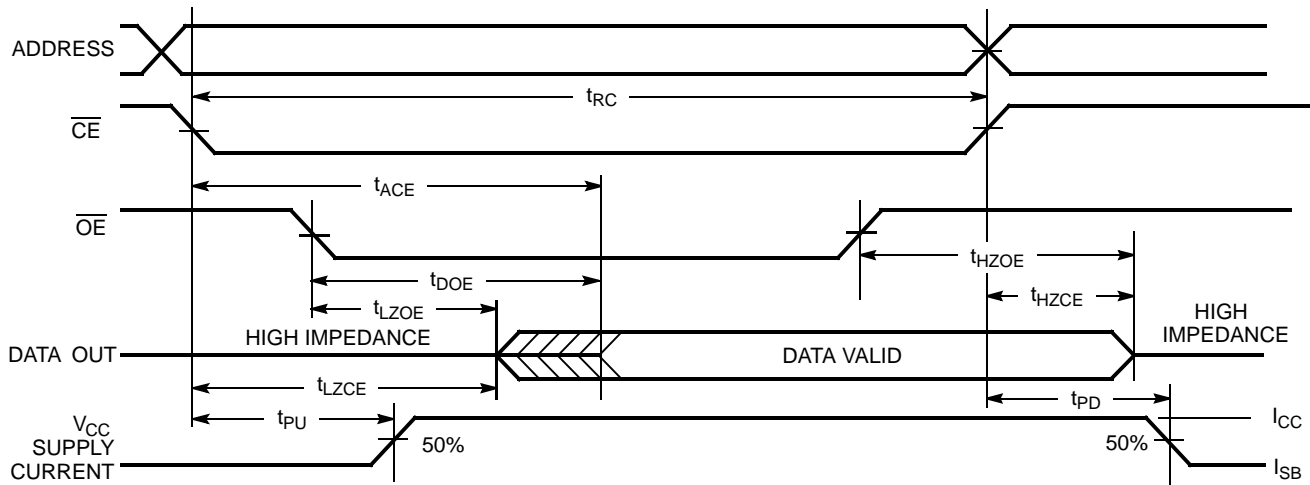 ADDRESS
tRC
CE
tACE
OE
tHZOE
tDOE
tLZOE
tHZCE
HIGH IMPEDANCE
HIGH
IMPEDANCE
DATA OUT
DATA VALID
tLZCE
tPU
tPD
VCC
SUPPLY
CURRENT
50%
50%
ICC
ISB